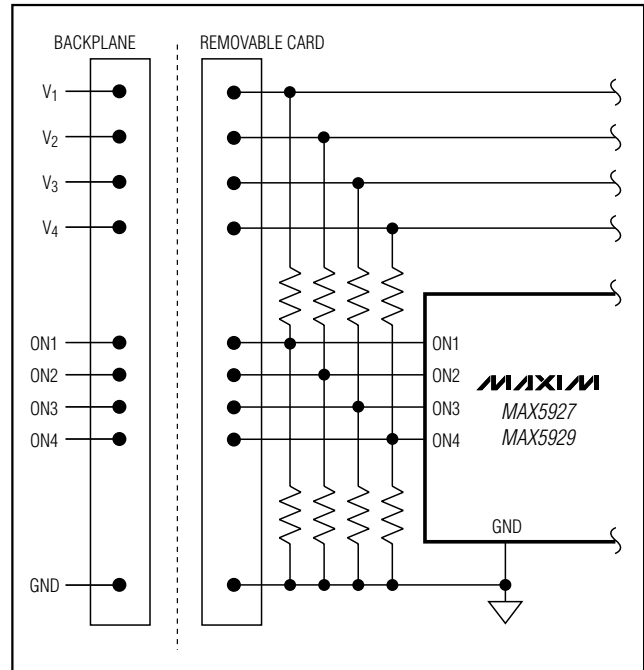 BACKPLANE
REMOVABLE CARD
V1
V2
V3
V4
ON1
ON2
ON3
ON4
GND
ON1
ON2
ON3
ON4
MAXIM
MAX5927
MAX5929
GND